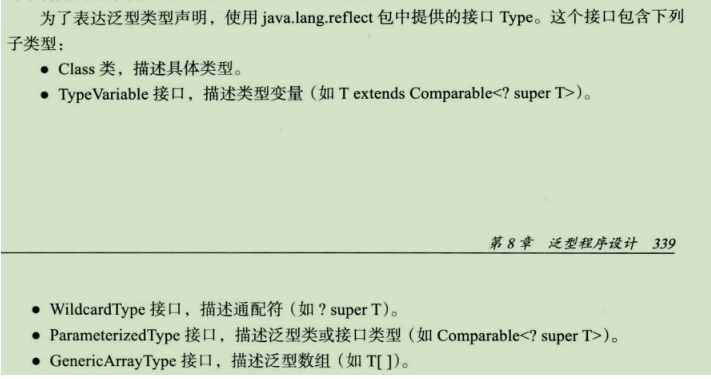 为了表达泛型类型声明，使用 java.lang.reflect 包中提供的接口 Type。这个接口包含下列
子类型：
● Class 类，描述具体类型。
● TypeVariable 接口，描述类型变量（如 T extends Comparable<? super T>）。
第 8 章 泛型程序设计 339
● WildcardType 接口，描述通配符（如 ? super T）。
● ParameterizedType 接口，描述泛型类或接口类型（如 Comparable<? super T>）。
● GenericArrayType 接口，描述泛型数组（如 T[ ]）。